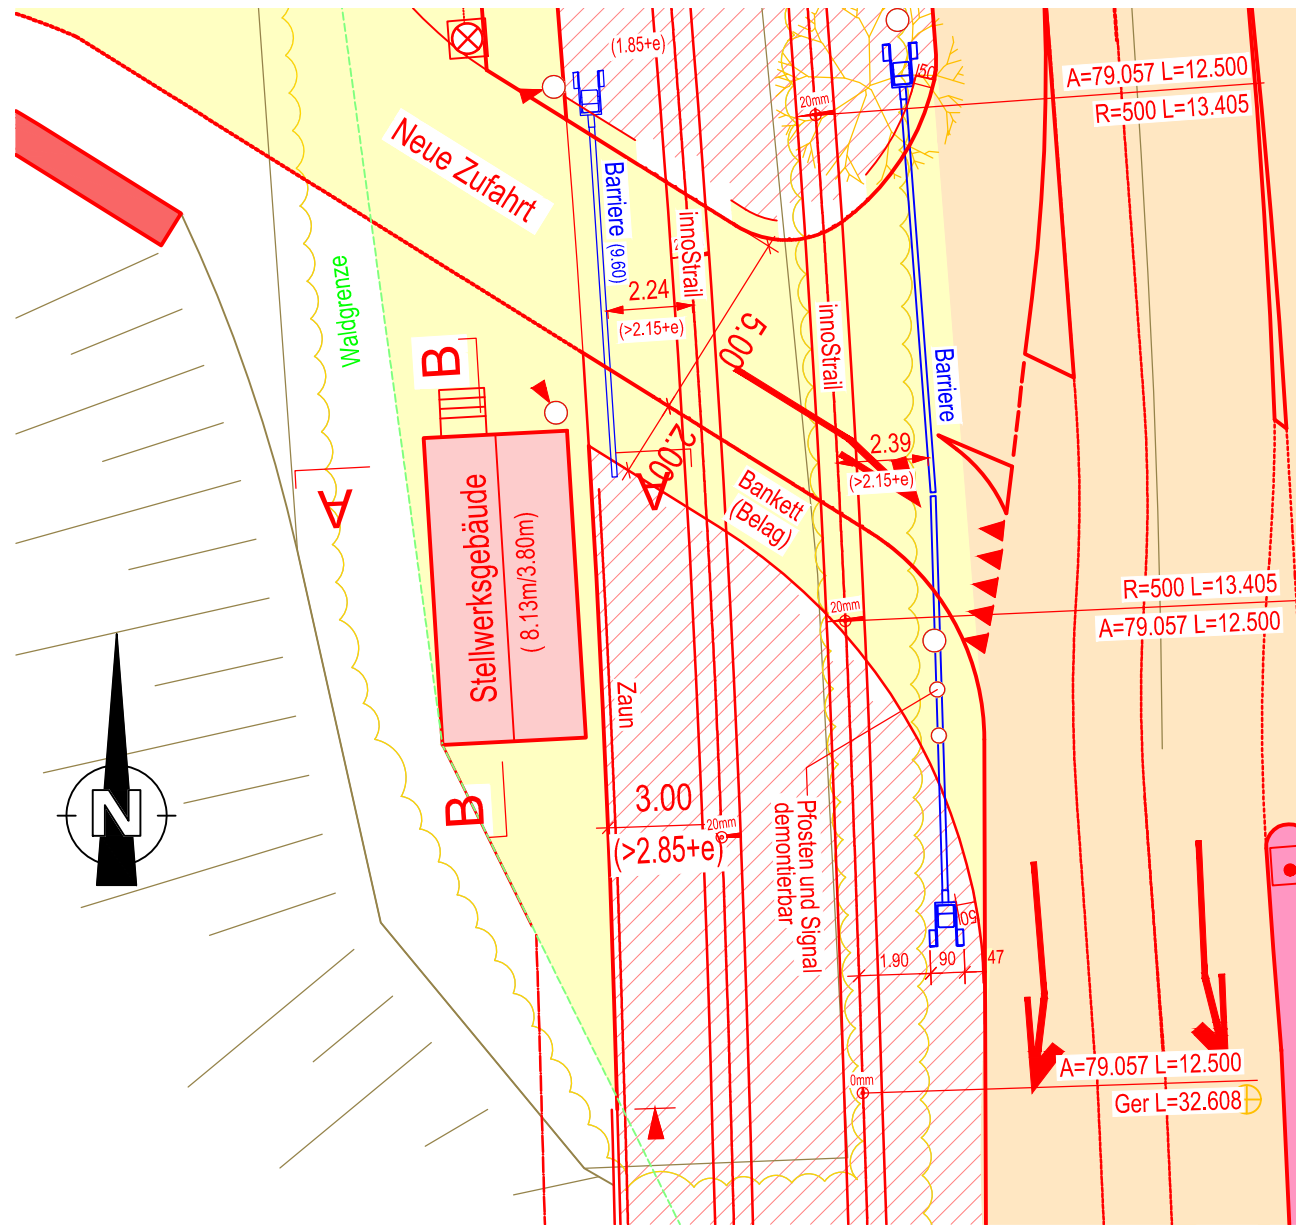 (1.85+e)
50
A=79.057 L=12.500
R=500 L=13.405
20mm
Neue Zufahrt
Barriere (9.60)
innoStrail
Waldgrenze
2.24
(>2.15+e)
5.00
innoStrail
Barriere
B
2.00
2.39
(>2.15+e)
A
A
Bankett
(Belag)
Stellwerksgebäude
( 8.13m/3.80m)
R=500 L=13.405
A=79.057 L=12.500
20mm
Zaun
N
B
3.00
(>2.85+e)
20mm
Pfosten und Signal
demontierbar
50
1.90
90
47
A=79.057 L=12.500
Ger L=32.608
0mm